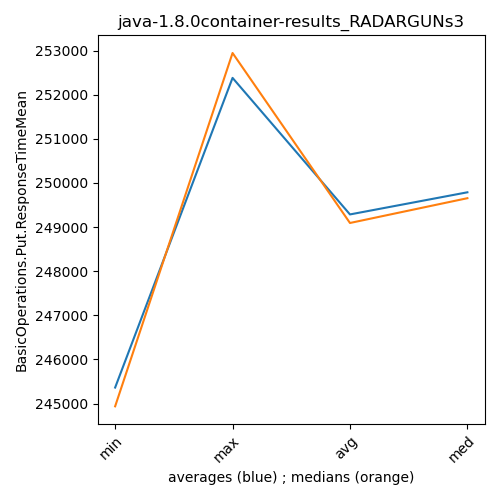 java-1.8.0container-results_RADARGUNs3
BasicOperations.Put.ResponseTimeMean
253000
252000
251000
250000
249000
248000
247000
246000
245000
min
max
avg
med
averages (blue) ; medians (orange)